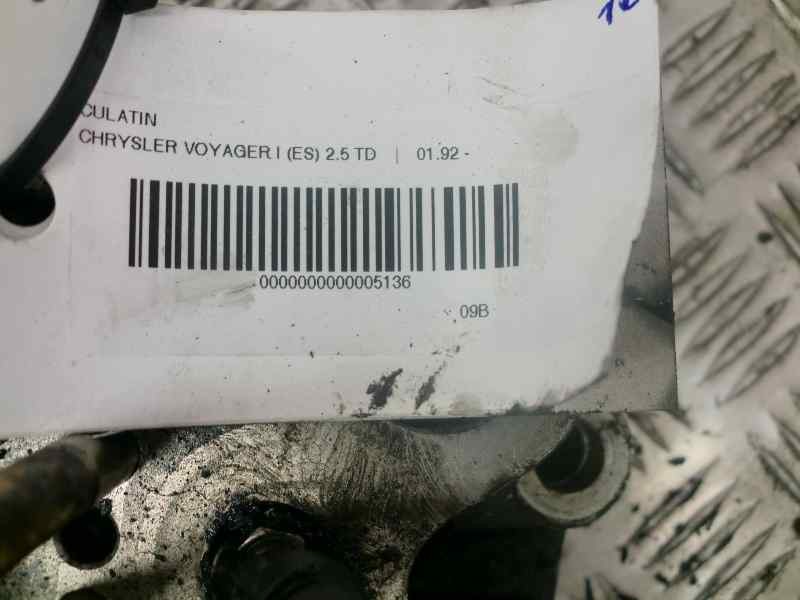 CULATIN
CHRYSLER VOYAGER I (ES) 2.5 TD | 01.92 -
0000000000005136
09B